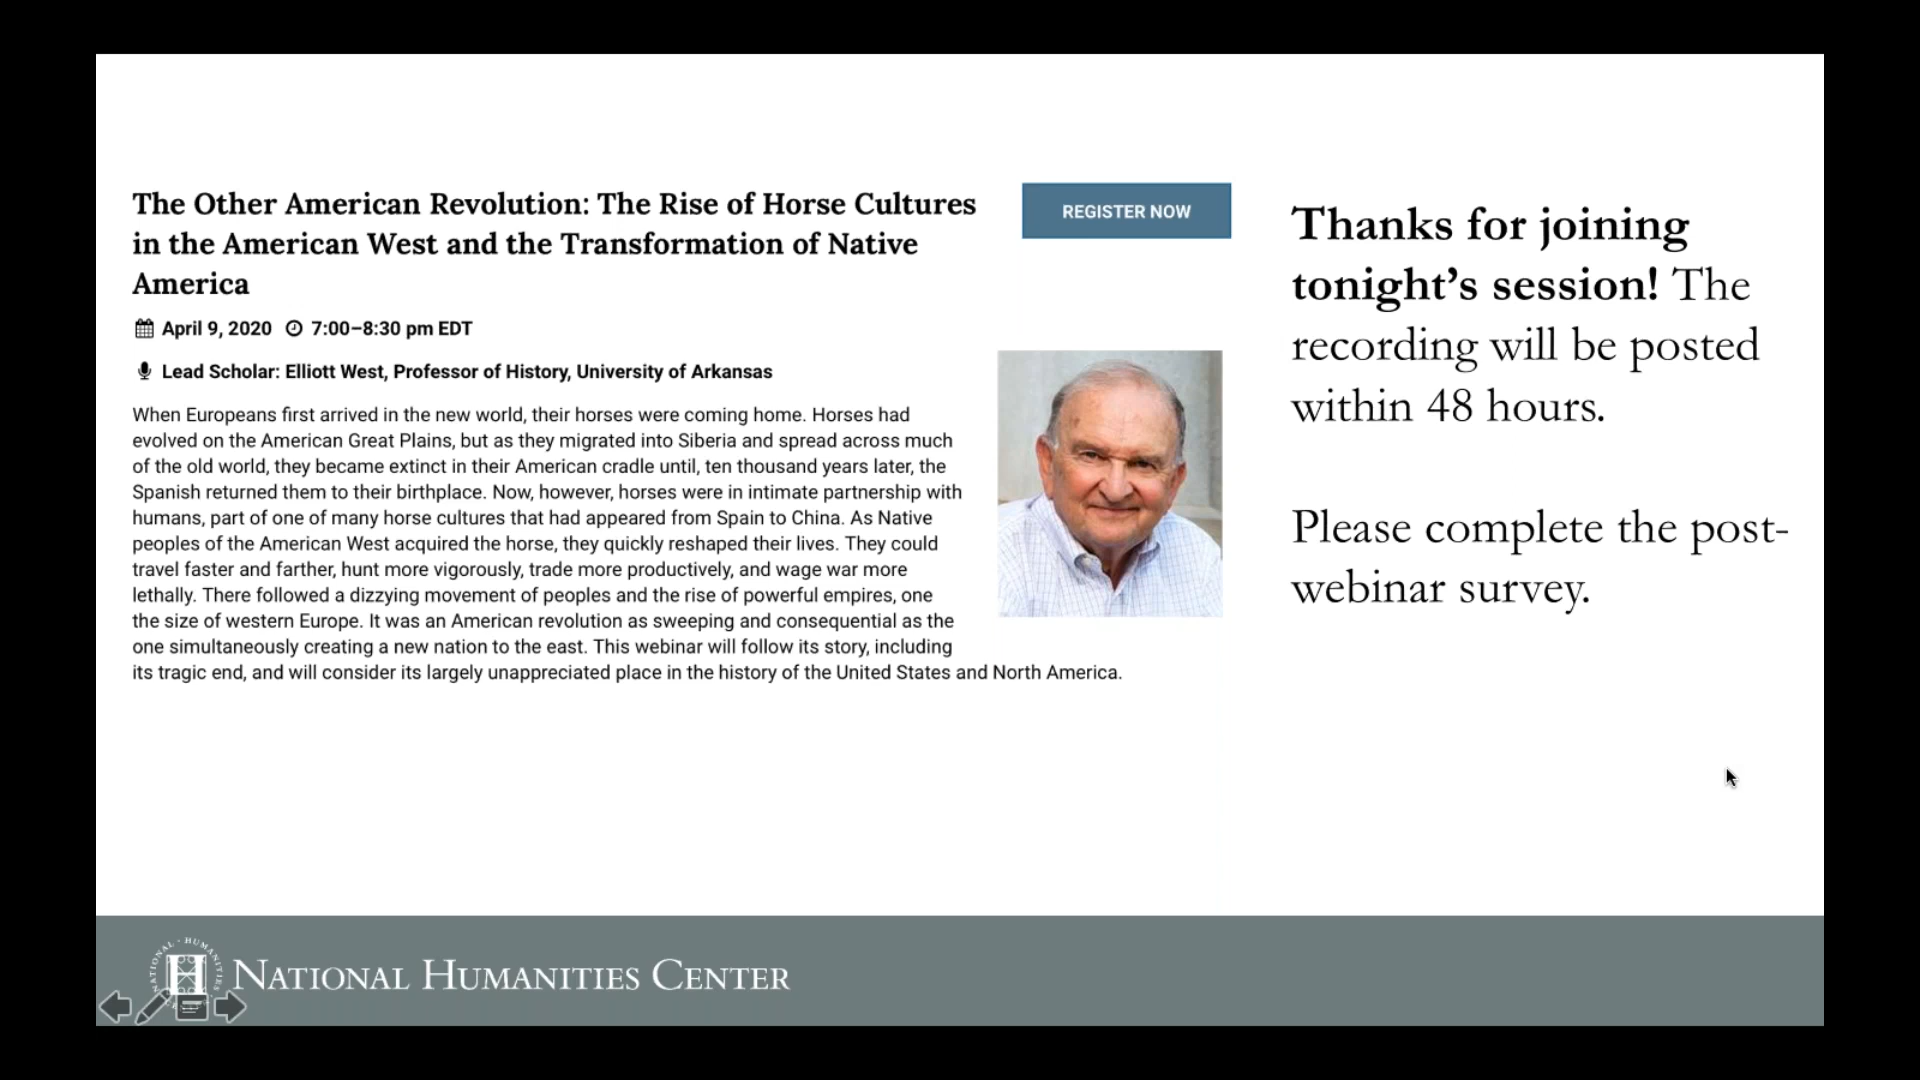 The Other American Revolution: The Rise of Horse Cultures
in the American West and the Transformation of Native
America
April 9, 2020 7:00–8:30 pm EDT
Lead Scholar: Elliott West, Professor of History, University of Arkansas
When Europeans first arrived in the new world, their horses were coming home. Horses had
evolved on the American Great Plains, but as they migrated into Siberia and spread across much
of the old world, they became extinct in their American cradle until, ten thousand years later, the
Spanish returned them to their birthplace. Now, however, horses were in intimate partnership with
humans, part of one of many horse cultures that had appeared from Spain to China. As Native
peoples of the American West acquired the horse, they quickly reshaped their lives. They could
travel faster and farther, hunt more vigorously, trade more productively, and wage war more
lethally. There followed a dizzying movement of peoples and the rise of powerful empires, one
the size of western Europe. It was an American revolution as sweeping and consequential as the
one simultaneously creating a new nation to the east. This webinar will follow its story, including
its tragic end, and will consider its largely unappreciated place in the history of the United States and North America.
REGISTER NOW
Thanks for joining
tonight’s session! The
recording will be posted
within 48 hours.
Please complete the post-
webinar survey.
NATIONAL · HUMANITIES
H
NATIONAL HUMANITIES CENTER